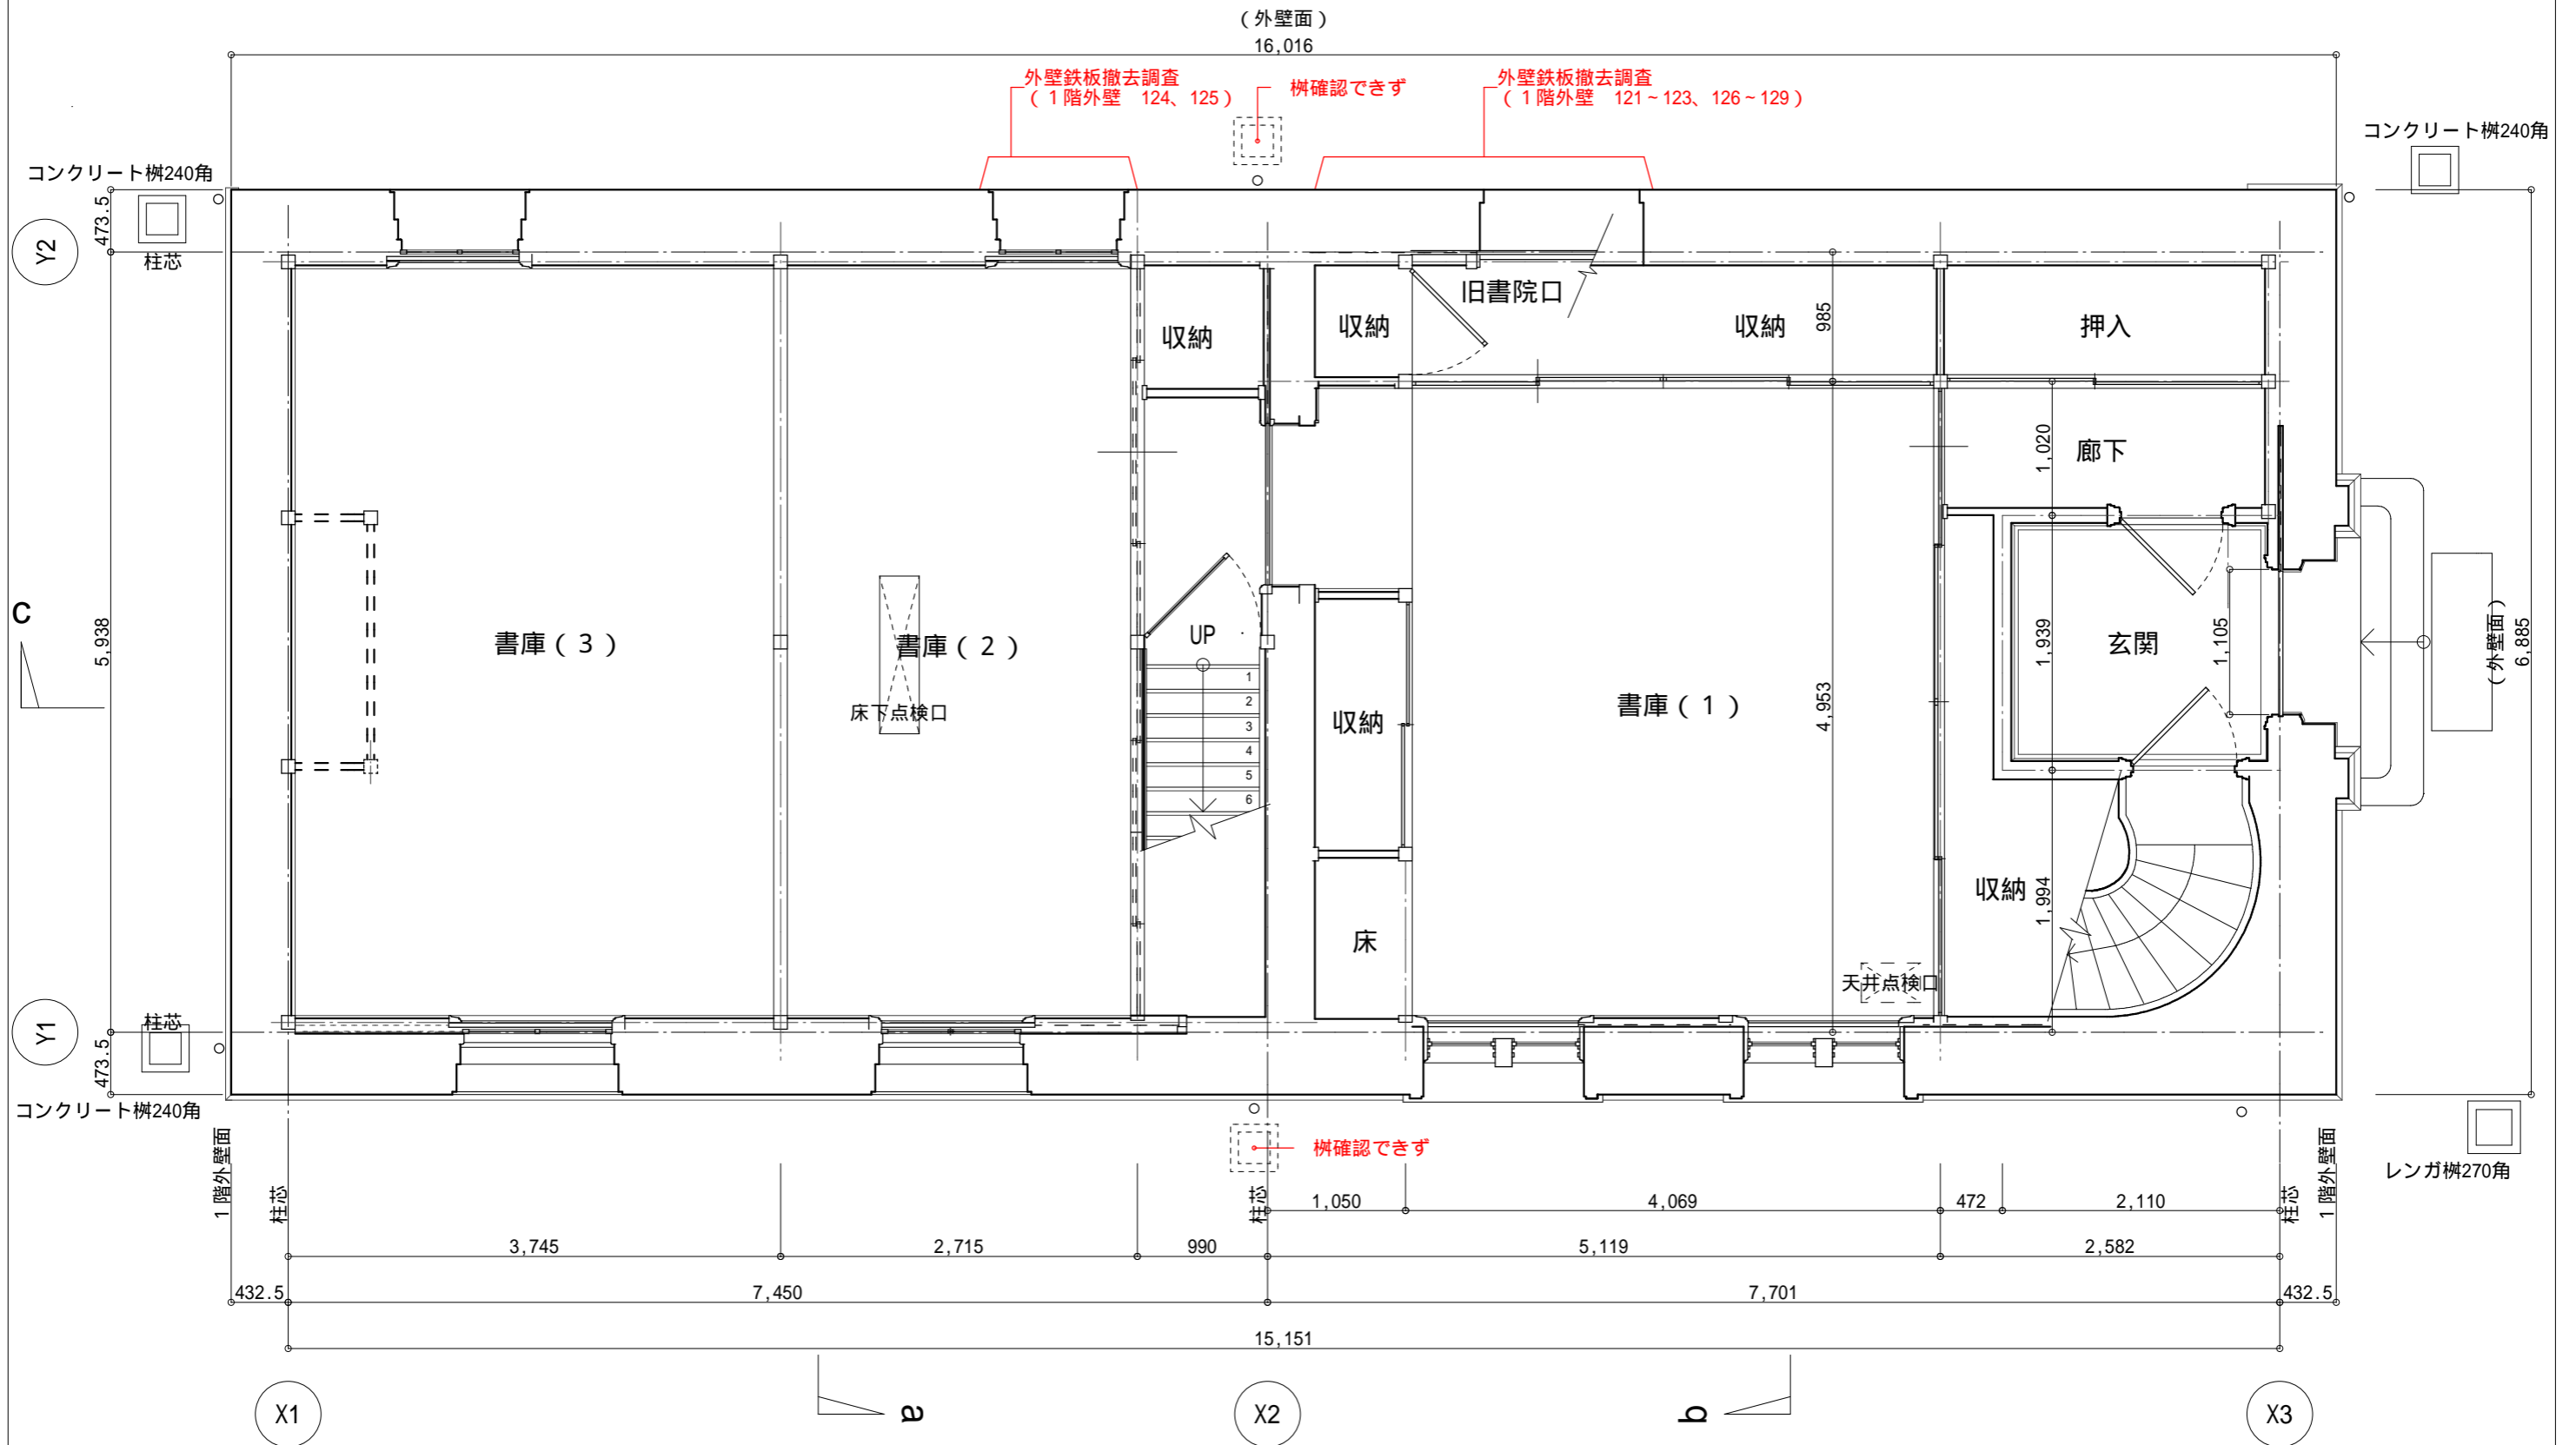 (外壁面)
16,016
外壁鉄板撤去調査
(1階外壁 124、125)
桝確認できず
外壁鉄板撤去調査
(1階外壁 121~123、126~129)
コンクリート桝240角
コンクリート桝240角
473.5
Y2
柱芯
旧書院口
収納
収納
収納
985
押入
廊下
1,020
C
5,938
書庫(3)
書庫(2)
床下点検口
UP
1
2
3
4
5
6
収納
書庫(1)
4,953
1,939
玄関
1,105
(外壁面)
6,885
収納
1,994
床
天井点検口
Y1
柱芯
473.5
コンクリート桝240角
桝確認できず
レンガ桝270角
1階外壁面
柱芯
柱芯
柱芯
1階外壁面
1,050
4,069
472
2,110
3,745
2,715
990
5,119
2,582
432.5
7,450
7,701
432.5
15,151
X1
a
X2
b
X3